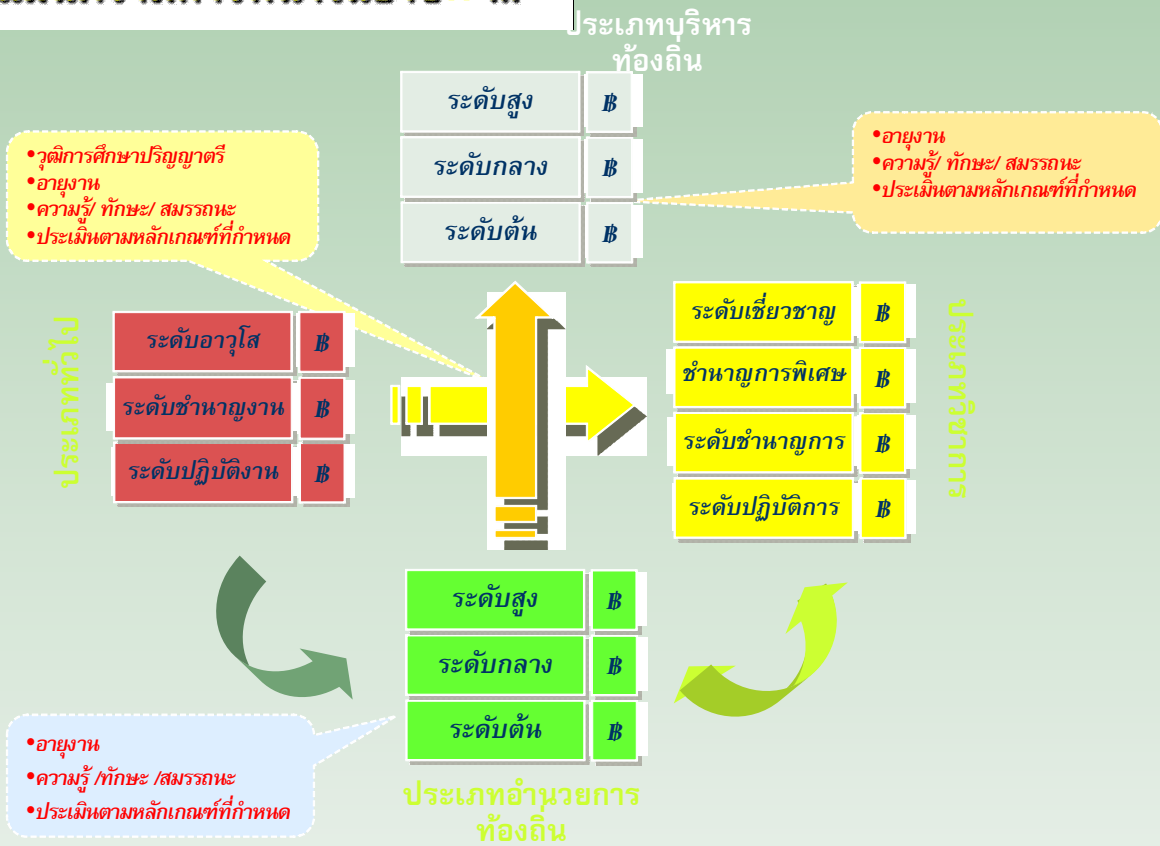 ประเภทบริหาร
ท้องถิ่น
ระดับสูง ฿
ระดับกลาง ฿
ระดับต้น ฿
•วุฒิการศึกษาปริญญาตรี
•อายุงาน
•ความรู้/ ทักษะ/ สมรรถนะ
•ประเมินตามหลักเกณฑ์ที่กำหนด
•อายุงาน
•ความรู้/ ทักษะ/ สมรรถนะ
•ประเมินตามหลักเกณฑ์ที่กำหนด
ประเภททั่วไป
ระดับอาวุโส ฿
ระดับชำนาญงาน ฿
ระดับปฏิบัติงาน ฿
ระดับเชี่ยวชาญ ฿
ชำนาญการพิเศษ ฿
ระดับชำนาญการ ฿
ระดับปฏิบัติการ ฿
ประเภทวิชาการ
ระดับสูง ฿
ระดับกลาง ฿
ระดับต้น ฿
ประเภทอำนวยการ
ท้องถิ่น
•อายุงาน
•ความรู้ /ทักษะ /สมรรถนะ
•ประเมินตามหลักเกณฑ์ที่กำหนด